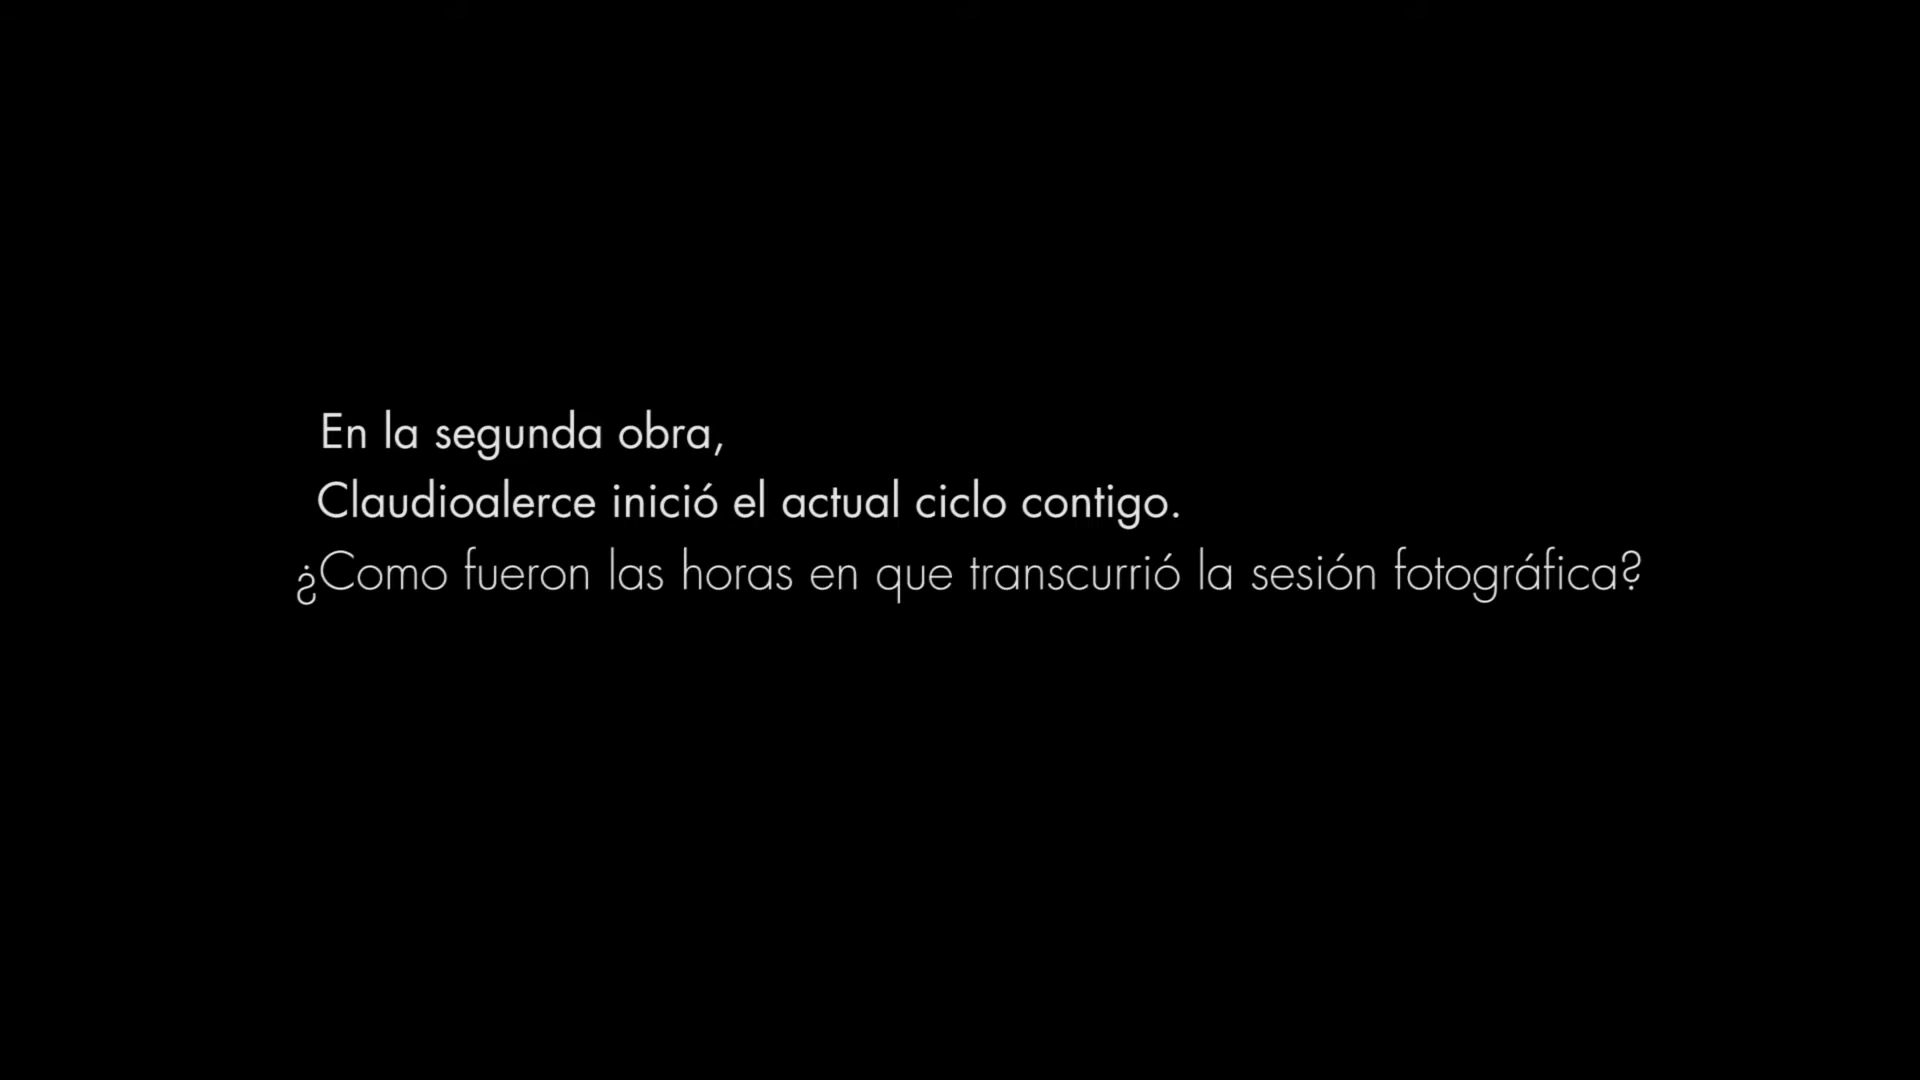 En la segunda obra,
Claudioalerce inició el actual ciclo contigo.
¿Como fueron las horas en que transcurrió la sesión fotográfica?